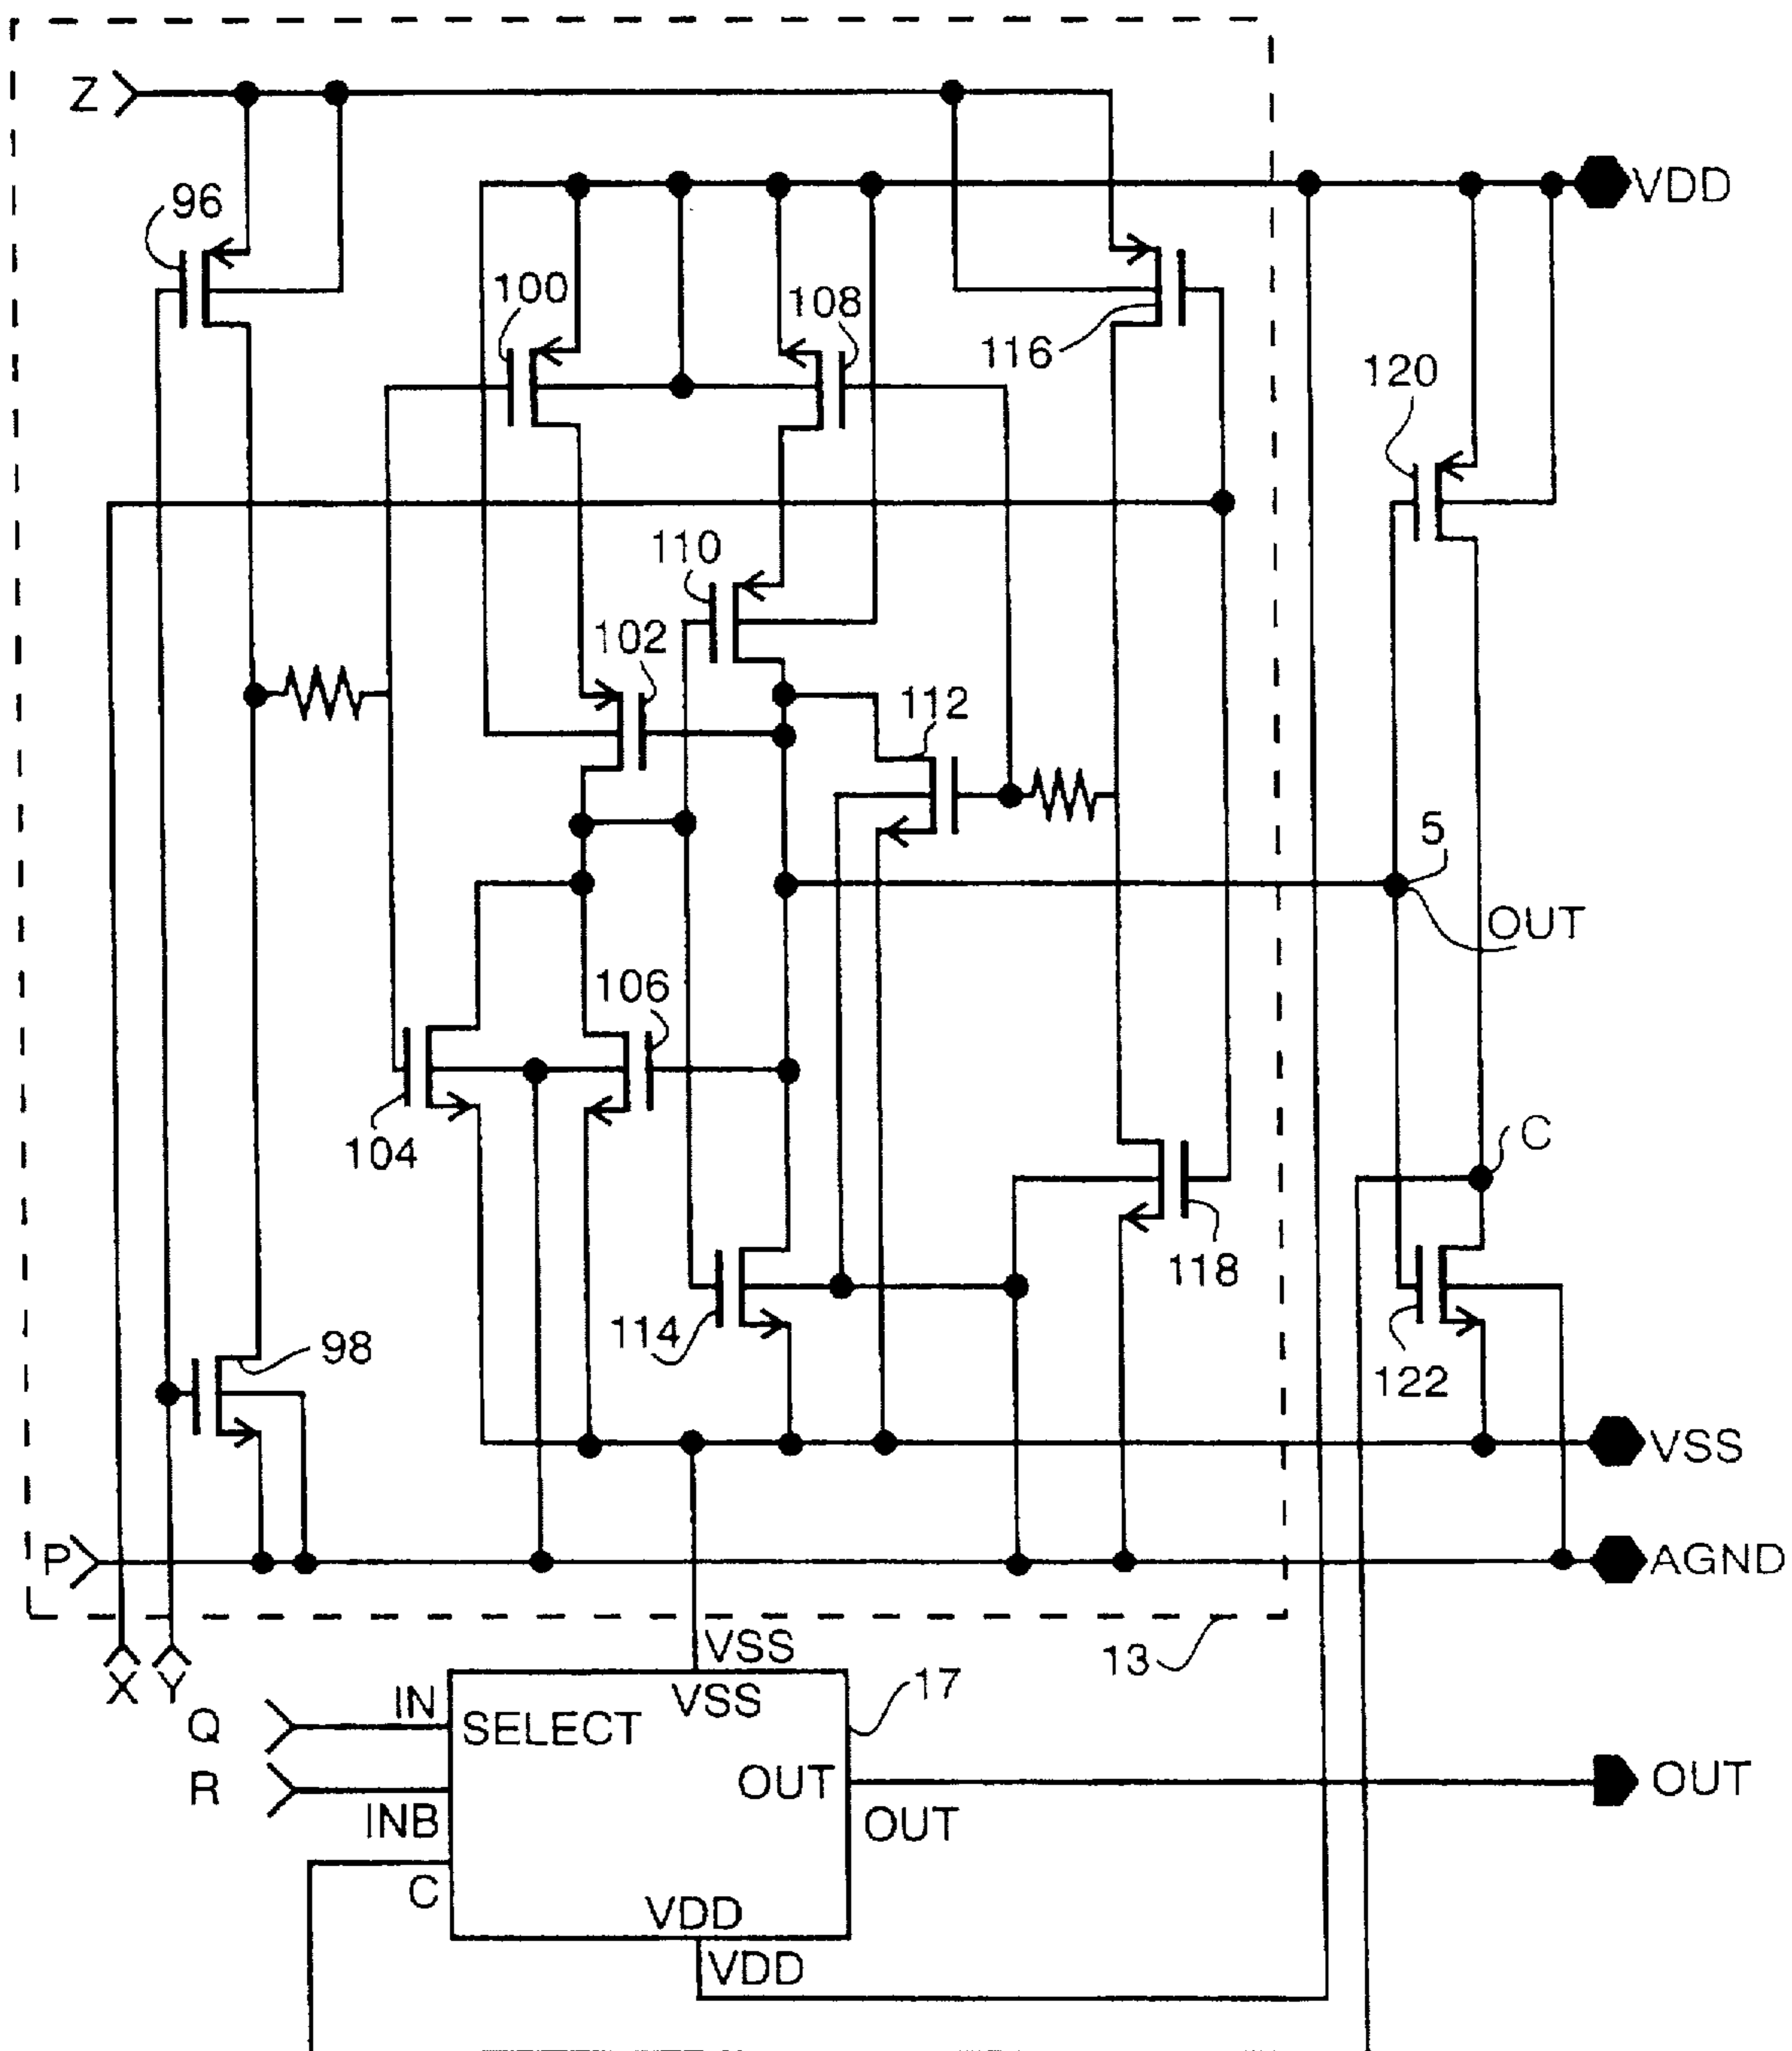 Z
VDD
96
100
108
116
120
110
102
112
5
OUT
106
104
C
118
114
98
122
VSS
P
AGND
13
VSS
X Y
17
IN
VSS
Q
SELECT
R
OUT
OUT
INB
OUT
C
VDD
VDD